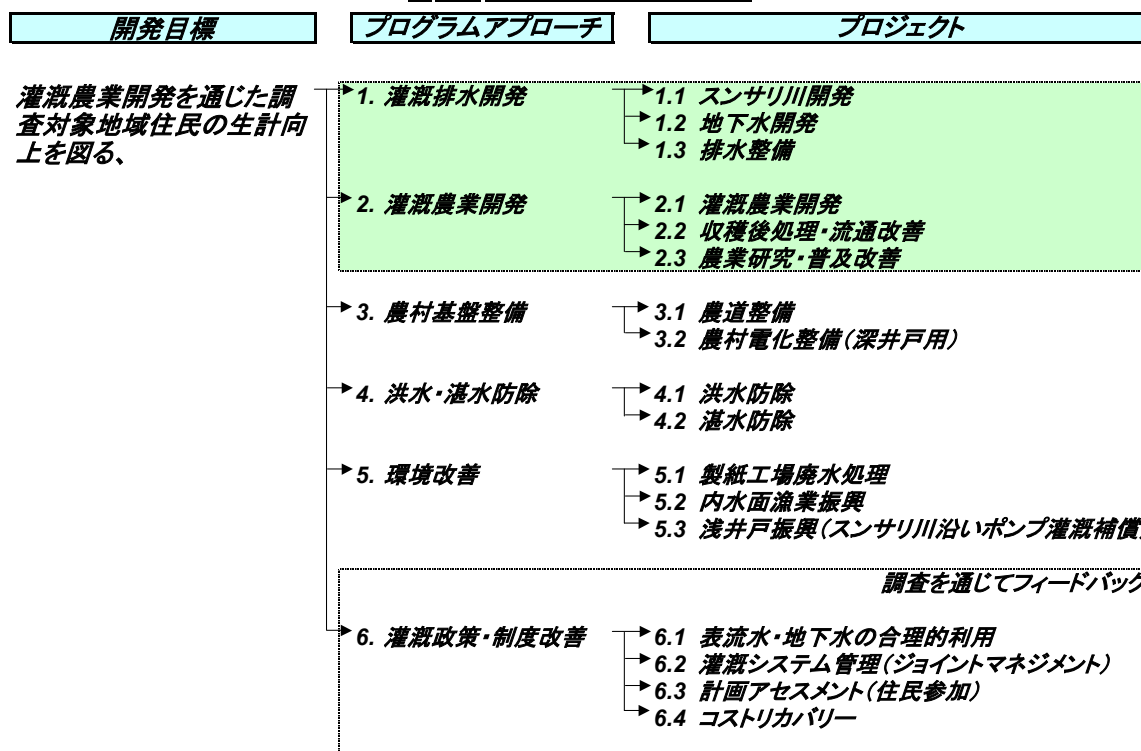 開発目標 プログラムアプローチ プロジェクト
灌漑農業開発を通じた調
査対象地域住民の生計向
上を図る、
1. 灌漑排水開発
1.1 スンサリ川開発
1.2 地下水開発
1.3 排水整備
2. 灌漑農業開発
2.1 灌漑農業開発
2.2 収穫後処理・流通改善
2.3 農業研究・普及改善
3. 農村基盤整備
3.1 農道整備
3.2 農村電化整備（深井戸用）
4. 洪水・湛水防除
4.1 洪水防除
4.2 湛水防除
5. 環境改善
5.1 製紙工場廃水処理
5.2 内水面漁業振興
5.3 浅井戸振興（スンサリ川沿いポンプ灌漑補償
調査を通じてフィードバック
6. 灌漑政策・制度改善
6.1 表流水・地下水の合理的利用
6.2 灌漑システム管理（ジョイントマネジメント）
6.3 計画アセスメント（住民参加）
6.4 コストリカバリー